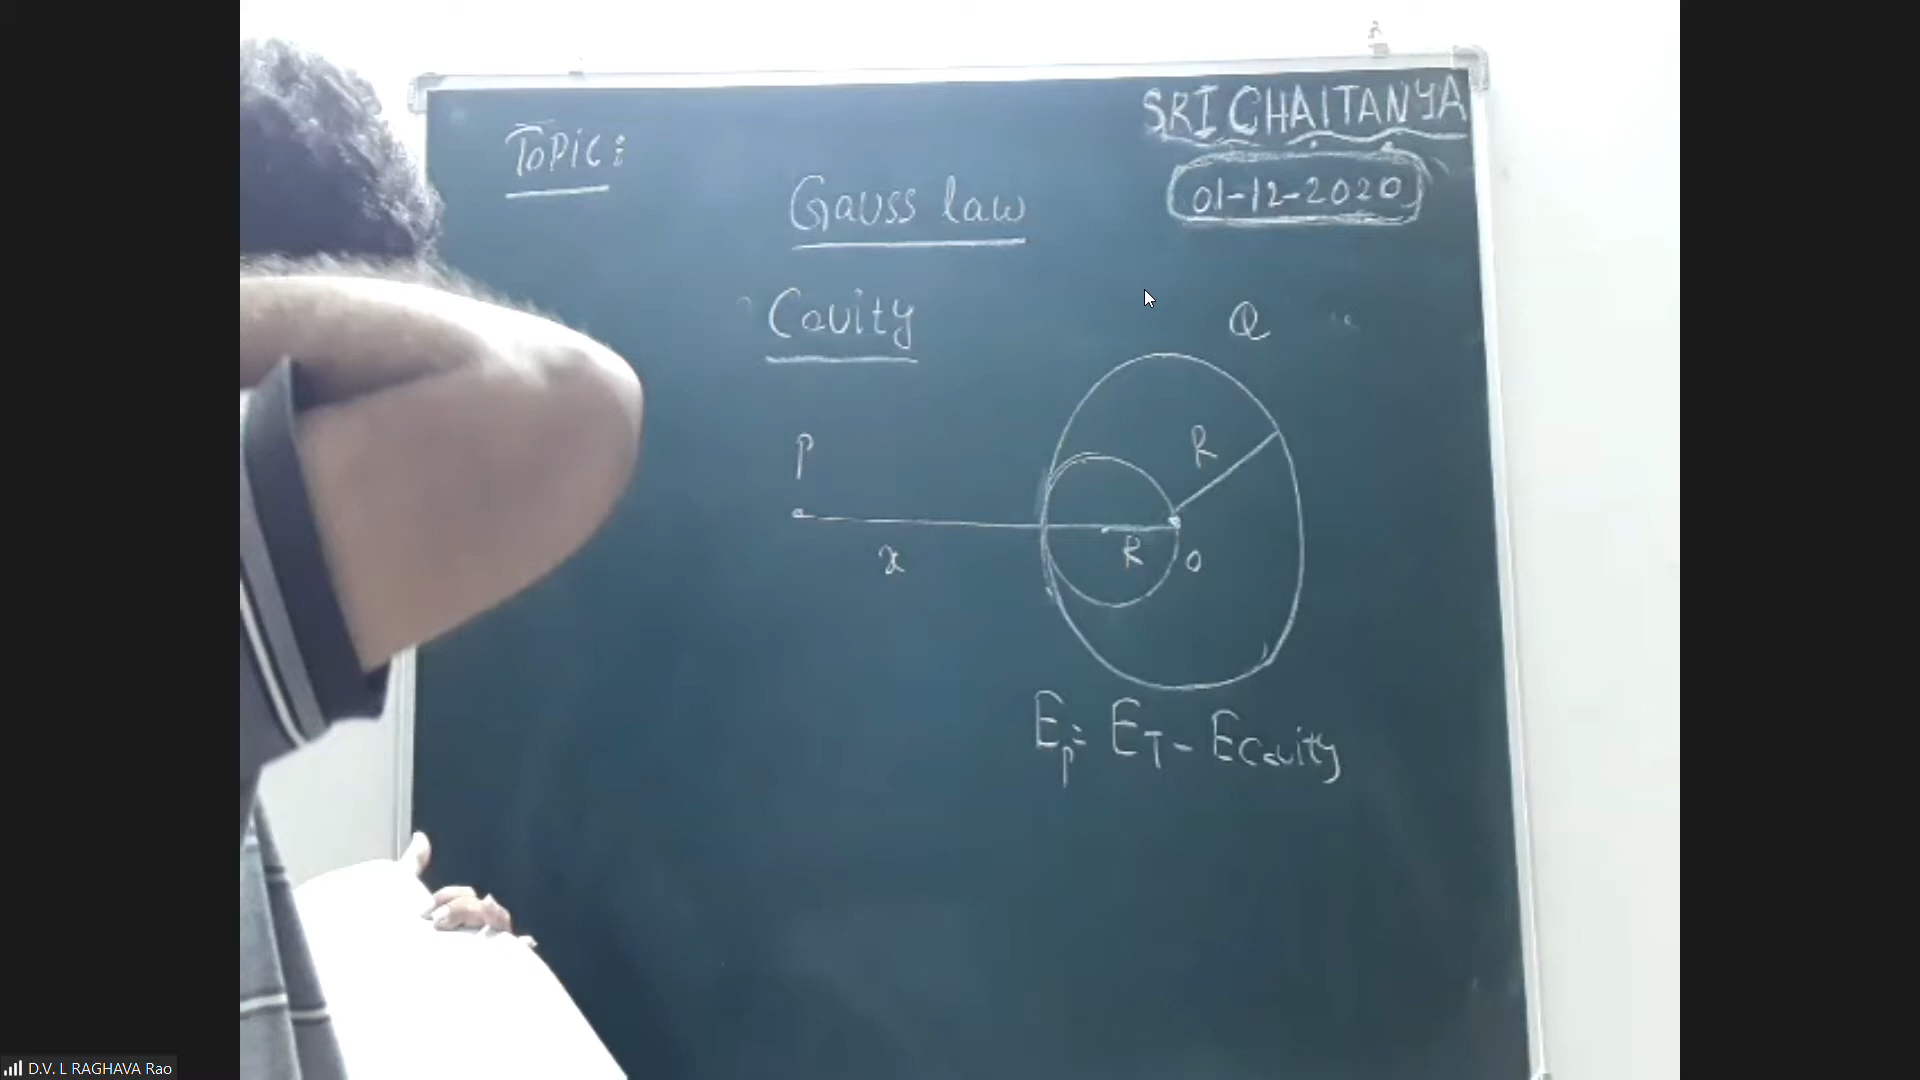 SRI CHAITANYA
Topic:
01-12-2020
Gauss law
Cavity
Q
P
R
x
R
O
Ep = ET - Ecavity
D.V. L RAGHAVA Rao